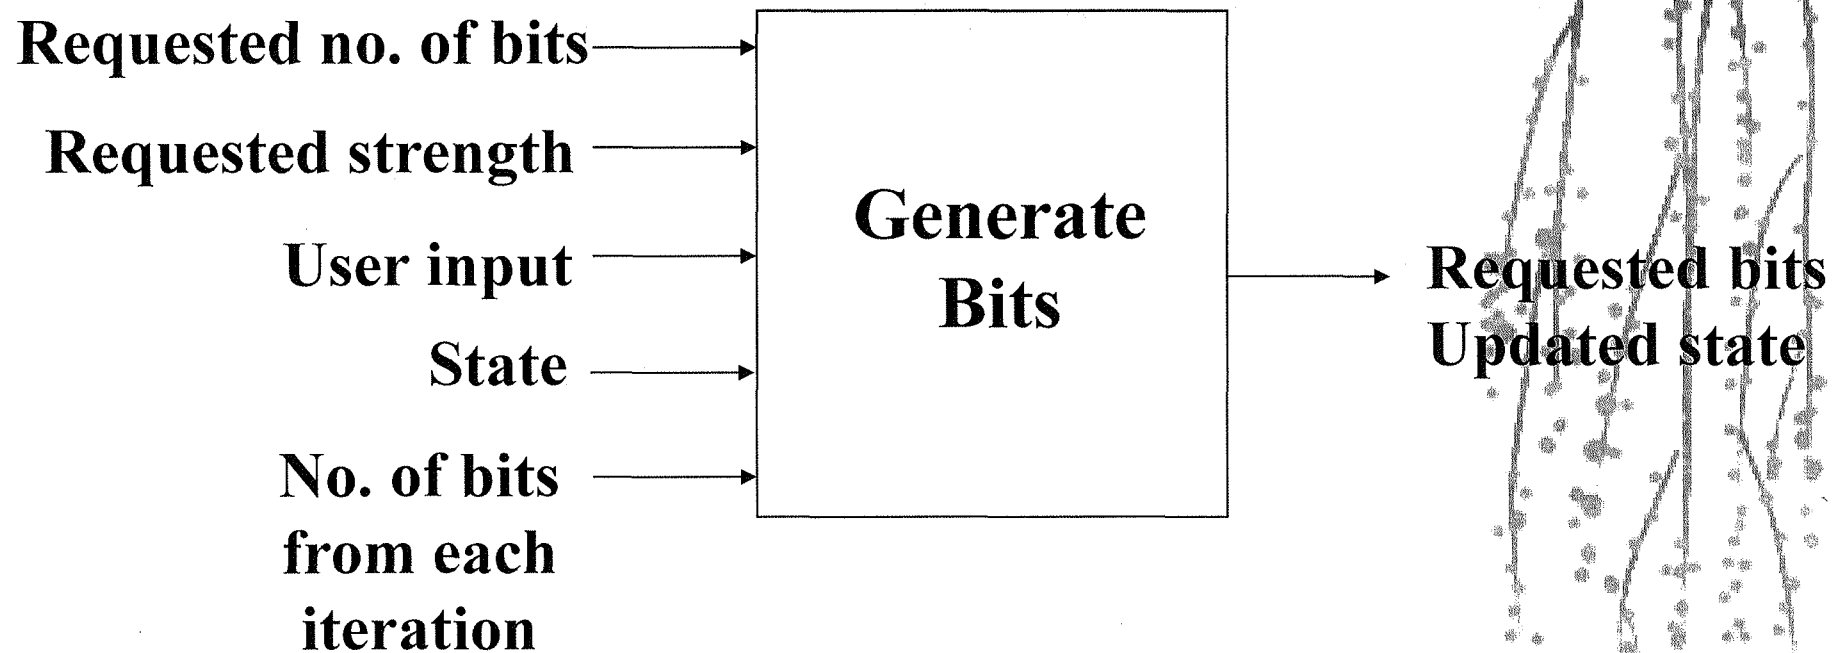 Requested no. of bits
Requested strength
User input
State
No. of bits
from each
iteration
Generate
Bits
Requested bits
Updated state